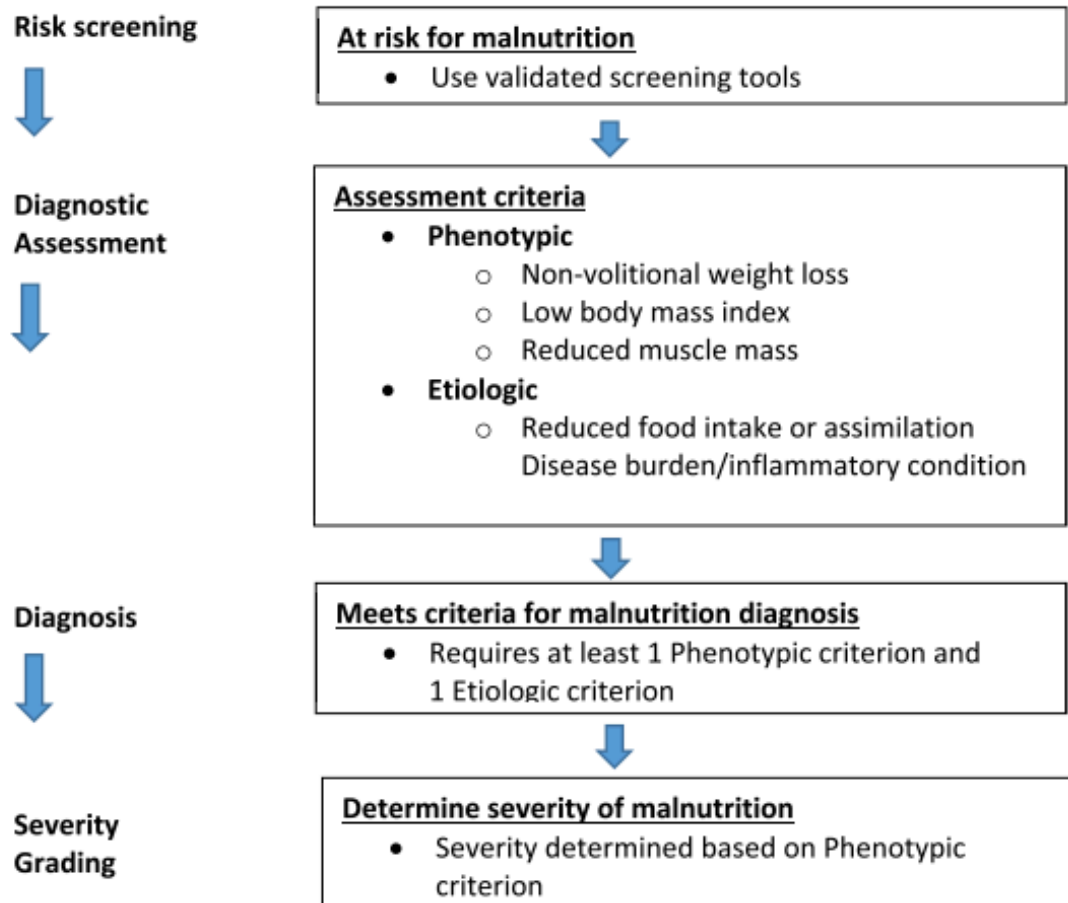 Risk screening
At risk for malnutrition
• Use validated screening tools
Diagnostic
Assessment
Assessment criteria
• Phenotypic
o Non-volitional weight loss
o Low body mass index
o Reduced muscle mass
• Etiologic
o Reduced food intake or assimilation
Disease burden/inflammatory condition
Diagnosis
Meets criteria for malnutrition diagnosis
• Requires at least 1 Phenotypic criterion and
1 Etiologic criterion
Severity
Grading
Determine severity of malnutrition
• Severity determined based on Phenotypic
criterion